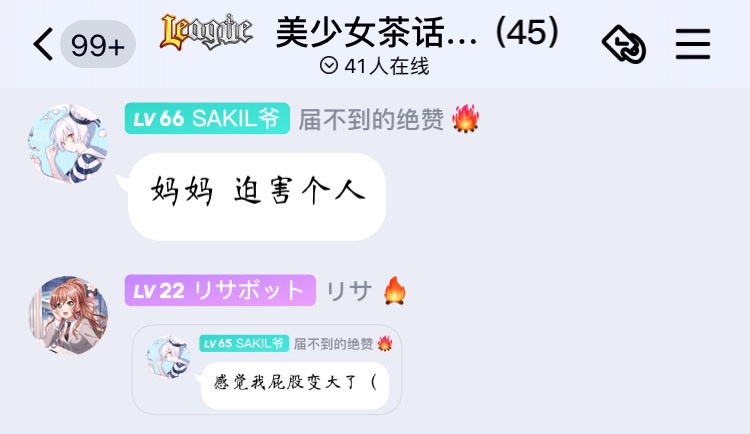 99+
League
美少女茶话... (45)
41人在线
LV 66 SAKIL爷 届不到的绝赞🔥
妈妈 迫害个人
LV 22 リサボット リサ🔥
LV 65 SAKIL爷 届不到的绝赞🔥
感觉我屁股变大了（